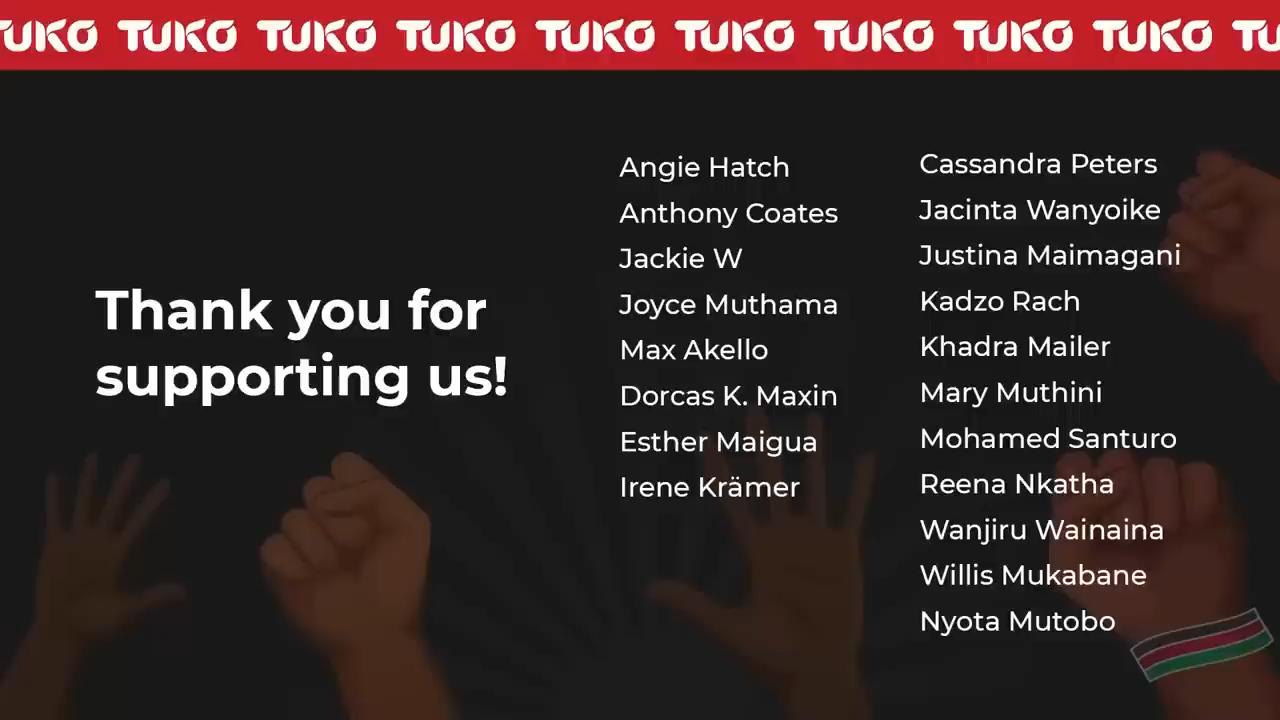 TUKO TUKO TUKO TUKO TUKO TUKO TUKO TUKO TUKO TU
Thank you for
supporting us!
Angie Hatch
Anthony Coates
Jackie W
Joyce Muthama
Max Akello
Dorcas K. Maxin
Esther Maigua
Irene Krämer
Cassandra Peters
Jacinta Wanyoike
Justina Maimagani
Kadzo Rach
Khadra Mailer
Mary Muthini
Mohamed Santuro
Reena Nkatha
Wanjiru Wainaina
Willis Mukabane
Nyota Mutobo